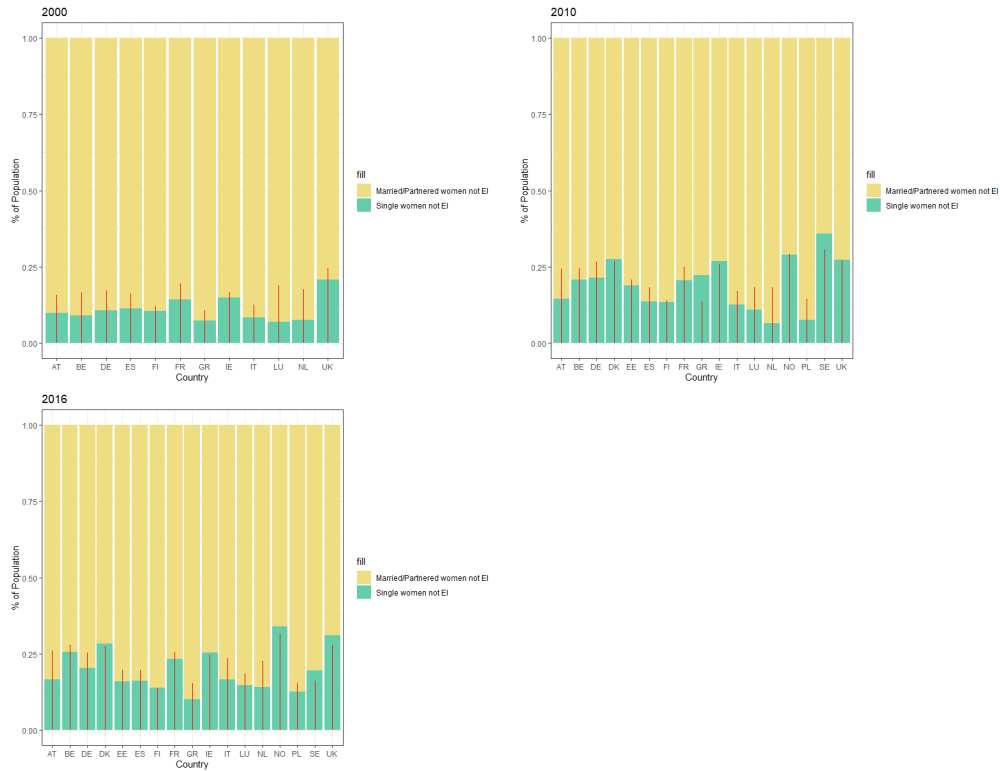 2000
1.00
0.75
0.50
0.25
0.00
% of Population
AT BE DE ES FI FR GR IE IT LU NL UK
Country
fill
Married/Partnered women not EI
Single women not EI
2010
1.00
0.75
0.50
0.25
0.00
% of Population
AT BE DE DK EE ES FI FR GR IE IT LU NL NO PL SE UK
Country
fill
Married/Partnered women not EI
Single women not EI
2016
1.00
0.75
0.50
0.25
0.00
% of Population
AT BE DE DK EE ES FI FR GR IE IT LU NL NO PL SE UK
Country
fill
Married/Partnered women not EI
Single women not EI